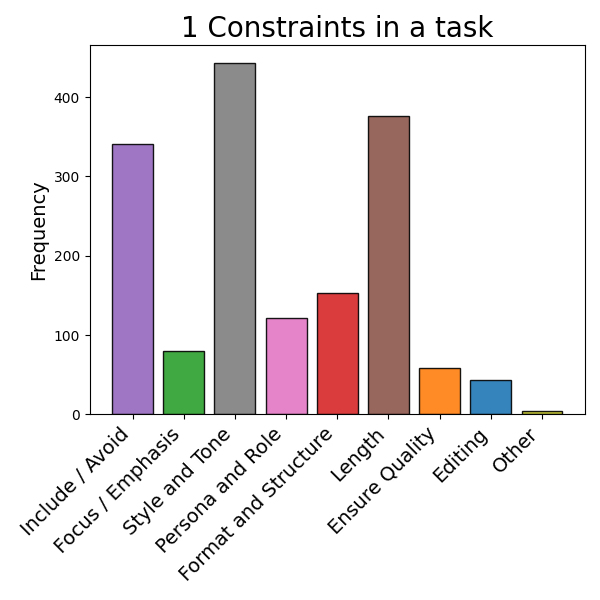 1 Constraints in a task
Frequency
400
300
200
100
0
Include / Avoid
Focus / Emphasis
Style and Tone
Persona and Role
Format and Structure
Length
Ensure Quality
Editing
Other